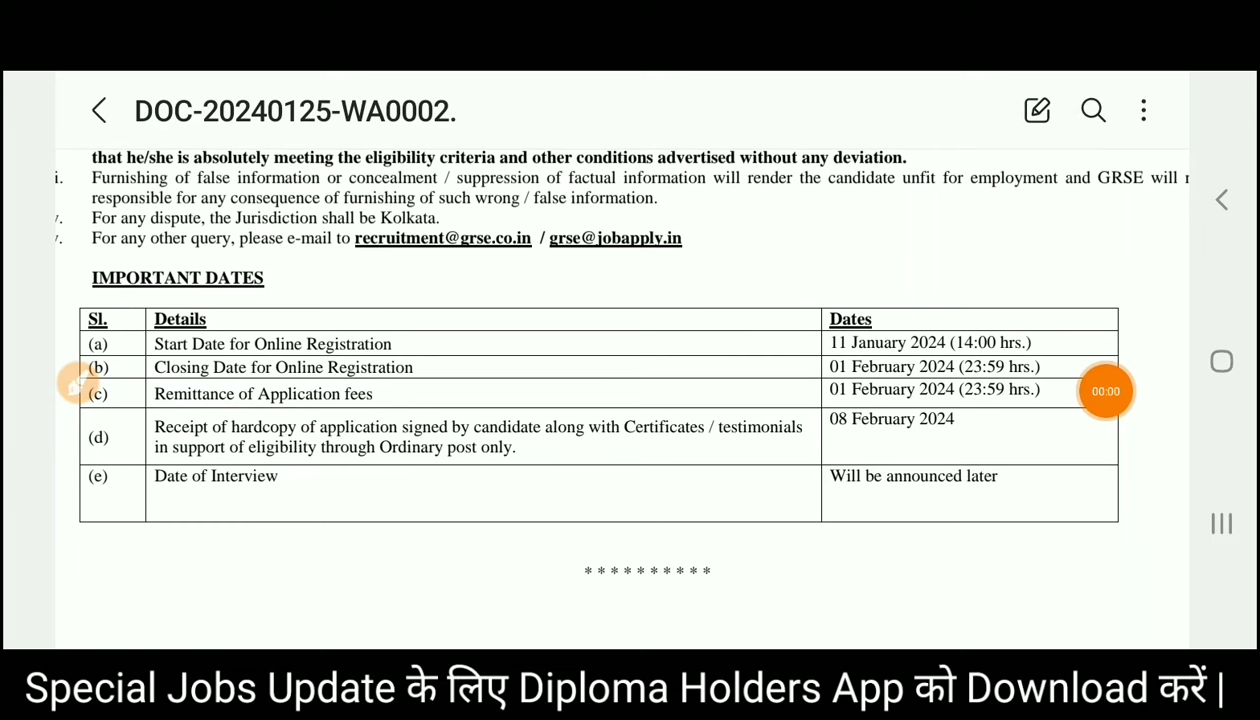 DOC-20240125-WA0002.
that he/she is absolutely meeting the eligibility criteria and other conditions advertised without any deviation.
i. Furnishing of false information or concealment / suppression of factual information will render the candidate unfit for employment and GRSE will
responsible for any consequence of furnishing of such wrong / false information.
For any dispute, the Jurisdiction shall be Kolkata.
For any other query, please e-mail to recruitment@grse.co.in / grse@jobapply.in
IMPORTANT DATES
Sl. Details Dates
(a) Start Date for Online Registration 11 January 2024 (14:00 hrs.)
(b) Closing Date for Online Registration 01 February 2024 (23:59 hrs.)
(c) Remittance of Application fees 01 February 2024 (23:59 hrs.)
00:00
(d) Receipt of hardcopy of application signed by candidate along with Certificates / testimonials 08 February 2024
in support of eligibility through Ordinary post only.
(e) Date of Interview Will be announced later
* * * * * * * * * *
Special Jobs Update के लिए Diploma Holders App को Download करें |